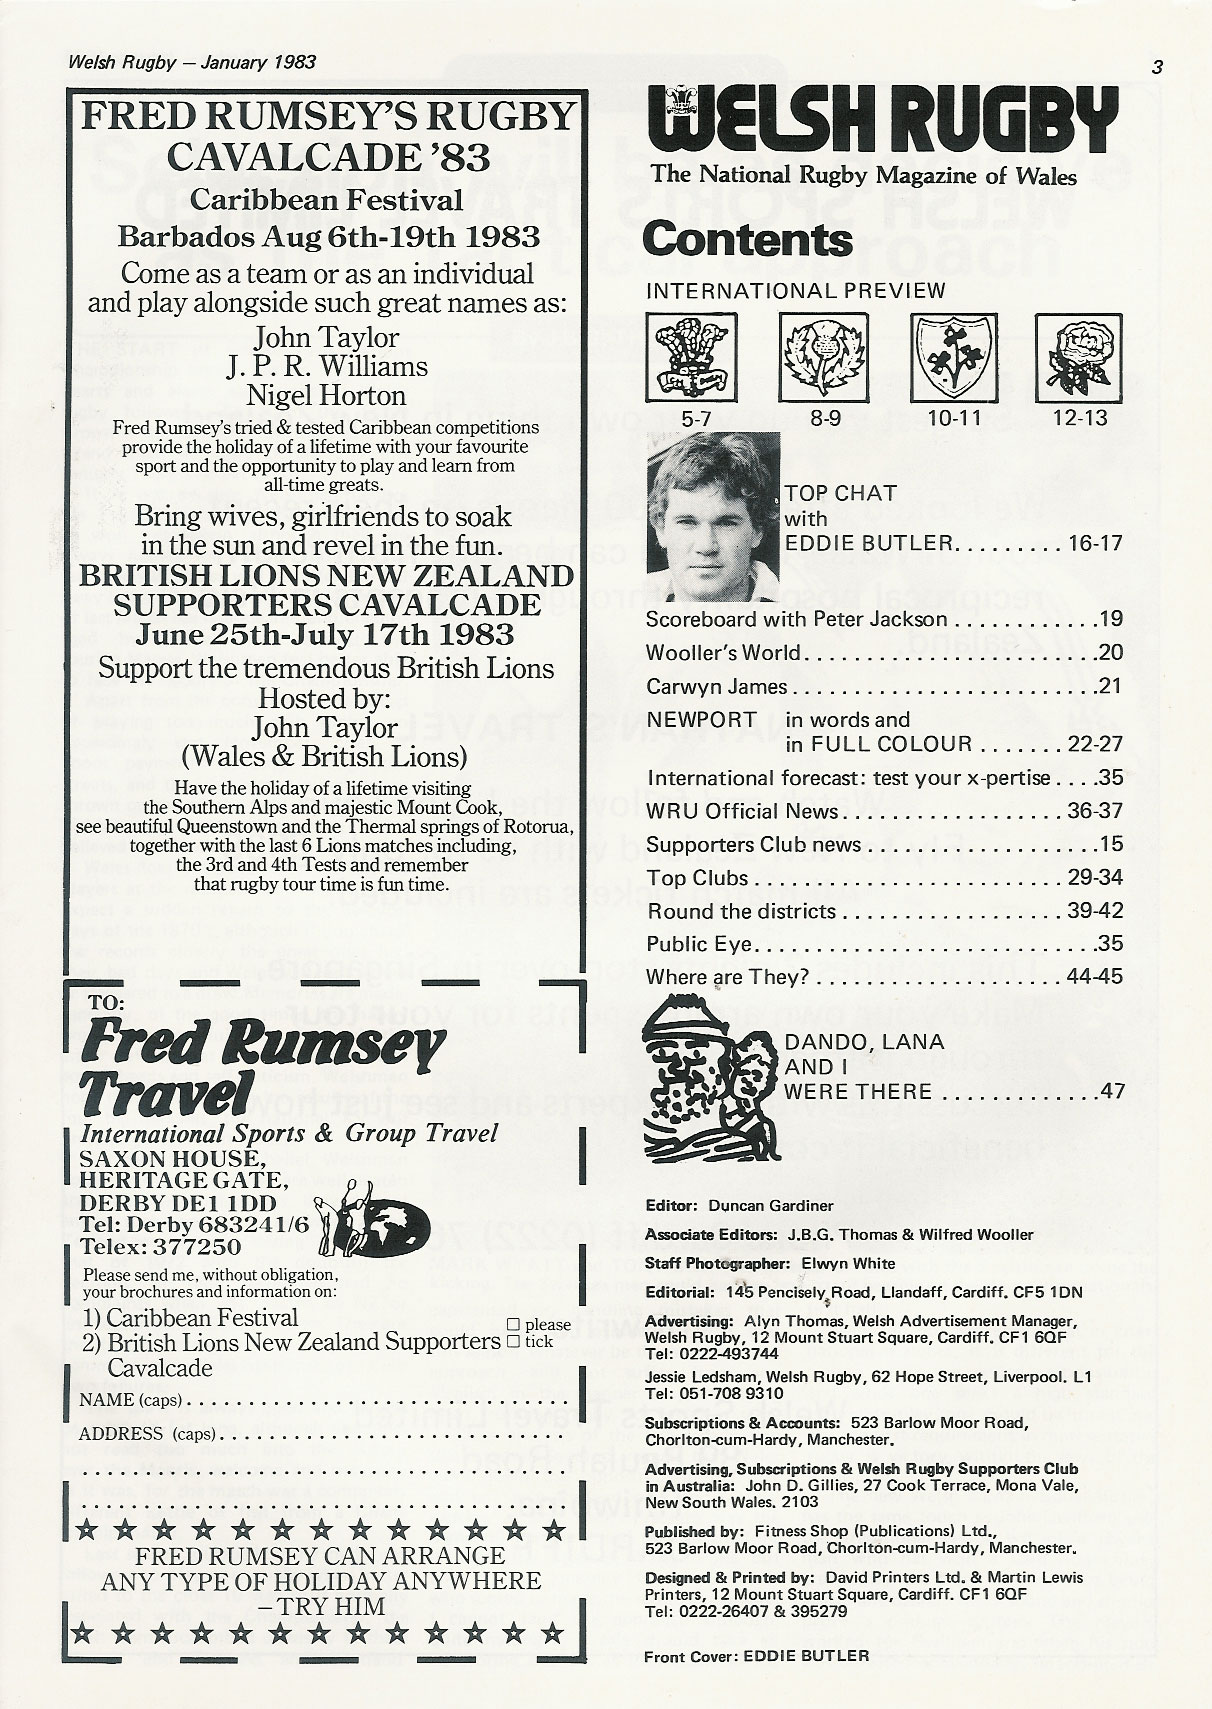 Welsh Rugby — January 1983
3
FRED RUMSEY'S RUGBY
CAVALCADE '83
Caribbean Festival
Barbados Aug 6th-19th 1983
Come as a team or as an individual
and play alongside such great names as:
John Taylor
J. P. R. Williams
Nigel Horton
Fred Rumsey's tried & tested Caribbean competitions
provide the holiday of a lifetime with your favourite
sport and the opportunity to play and learn from
all-time greats.
Bring wives, girlfriends to soak
in the sun and revel in the fun.
BRITISH LIONS NEW ZEALAND
SUPPORTERS CAVALCADE
June 25th-July 17th 1983
Support the tremendous British Lions
Hosted by:
John Taylor
(Wales & British Lions)
Have the holiday of a lifetime visiting
the Southern Alps and majestic Mount Cook,
see beautiful Queenstown and the Thermal springs of Rotorua,
together with the last 6 Lions matches including,
the 3rd and 4th Tests and remember
that rugby tour time is fun time.
TO:
Fred Rumsey
Travel
International Sports & Group Travel
SAXON HOUSE,
HERITAGE GATE,
DERBY DE1 1DD
Tel: Derby 683241/6
Telex: 377250
Please send me, without obligation,
your brochures and information on:
1) Caribbean Festival
2) British Lions New Zealand Supporters
Cavalcade
☐ please
☐ tick
NAME (caps). . . . . . . . . . . . . . . . . . . . . . . . . . . . . . . .
ADDRESS (caps). . . . . . . . . . . . . . . . . . . . . . . . . . . . .
FRED RUMSEY CAN ARRANGE
ANY TYPE OF HOLIDAY ANYWHERE
– TRY HIM
WELSH RUGBY
The National Rugby Magazine of Wales
Contents
INTERNATIONAL PREVIEW
5-7 8-9 10-11 12-13
TOP CHAT
with
EDDIE BUTLER. . . . . . . . . 16-17
Scoreboard with Peter Jackson . . . . . . . . . . . . 19
Wooller's World. . . . . . . . . . . . . . . . . . . . . . . . . .20
Carwyn James . . . . . . . . . . . . . . . . . . . . . . . . . . .21
NEWPORT in words and
in FULL COLOUR . . . . . . . 22-27
International forecast: test your x-pertise . . . .35
WRU Official News. . . . . . . . . . . . . . . . . . . . 36-37
Supporters Club news . . . . . . . . . . . . . . . . . . . .15
Top Clubs . . . . . . . . . . . . . . . . . . . . . . . . . . . 29-34
Round the districts . . . . . . . . . . . . . . . . . . . 39-42
Public Eye. . . . . . . . . . . . . . . . . . . . . . . . . . . . . .35
Where are They? . . . . . . . . . . . . . . . . . . . . . 44-45
DANDO, LANA
AND I
WERE THERE . . . . . . . . . . . . .47
Editor: Duncan Gardiner
Associate Editors: J.B.G. Thomas & Wilfred Wooller
Staff Photographer: Elwyn White
Editorial: 145 Pencisely Road, Llandaff, Cardiff. CF5 1DN
Advertising: Alyn Thomas, Welsh Advertisement Manager,
Welsh Rugby, 12 Mount Stuart Square, Cardiff. CF1 6QF
Tel: 0222-493744
Jessie Ledsham, Welsh Rugby, 62 Hope Street, Liverpool. L1
Tel: 051-708 9310
Subscriptions & Accounts: 523 Barlow Moor Road,
Chorlton-cum-Hardy, Manchester.
Advertising, Subscriptions & Welsh Rugby Supporters Club
in Australia: John D. Gillies, 27 Cook Terrace, Mona Vale,
New South Wales. 2103
Published by: Fitness Shop (Publications) Ltd.,
523 Barlow Moor Road, Chorlton-cum-Hardy, Manchester.
Designed & Printed by: David Printers Ltd. & Martin Lewis
Printers, 12 Mount Stuart Square, Cardiff. CF1 6QF
Tel: 0222-26407 & 395279
Front Cover: EDDIE BUTLER